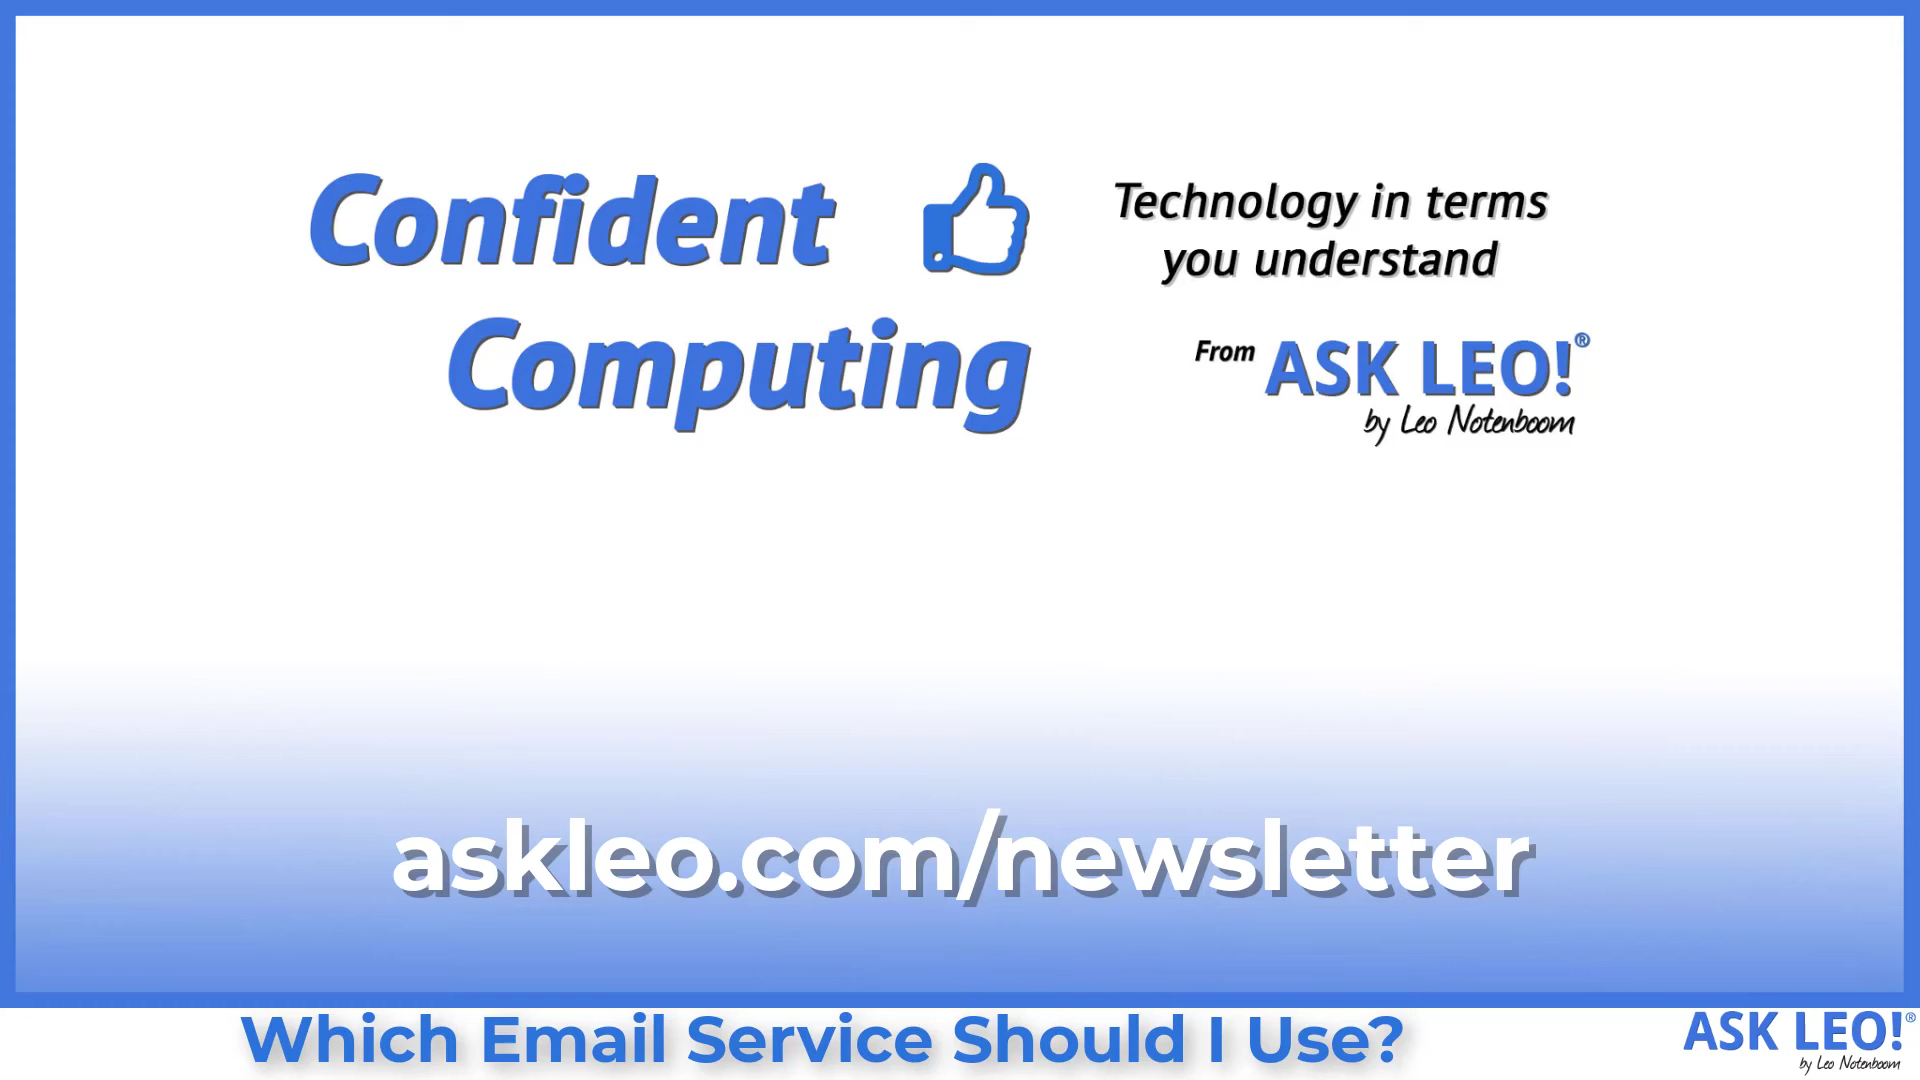 Confident
Computing
Technology in terms
you understand
From ASK LEO!®
by Leo Notenboom
askleo.com/newsletter
Which Email Service Should I Use?
ASK LEO!®
by Leo Notenboom